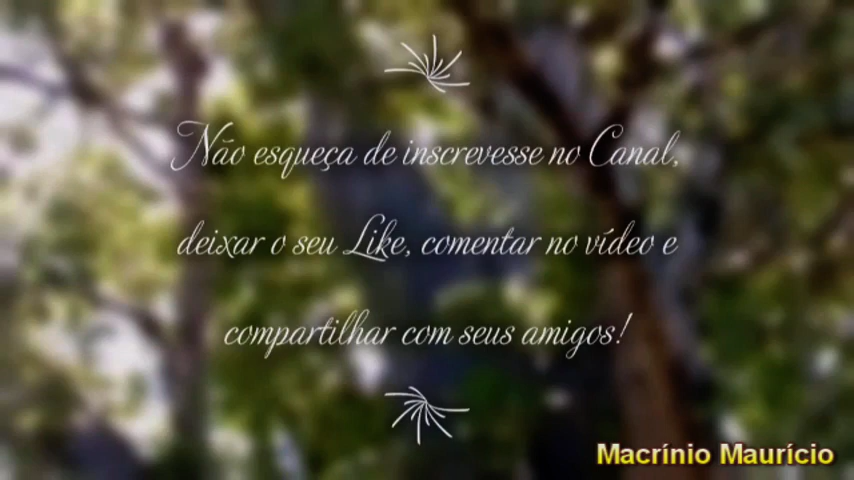 Não esqueça de inscrevesse no Canal,
deixar o seu Like, comentar no vídeo e
compartilhar com seus amigos!
Macrínio Maurício